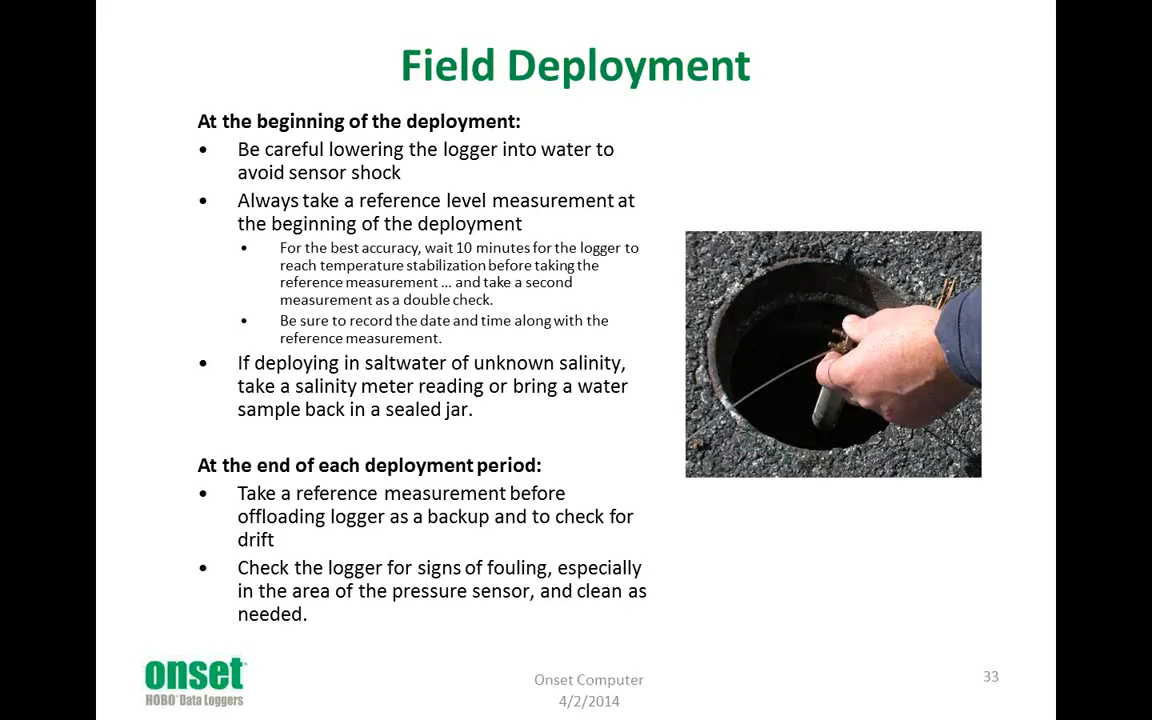 Field Deployment
At the beginning of the deployment:
• Be careful lowering the logger into water to
avoid sensor shock
• Always take a reference level measurement at
the beginning of the deployment
• For the best accuracy, wait 10 minutes for the logger to
reach temperature stabilization before taking the
reference measurement ... and take a second
measurement as a double check.
• Be sure to record the date and time along with the
reference measurement.
• If deploying in saltwater of unknown salinity,
take a salinity meter reading or bring a water
sample back in a sealed jar.
At the end of each deployment period:
• Take a reference measurement before
offloading logger as a backup and to check for
drift
• Check the logger for signs of fouling, especially
in the area of the pressure sensor, and clean as
needed.
onset®
HOBO® Data Loggers
Onset Computer
4/2/2014
33